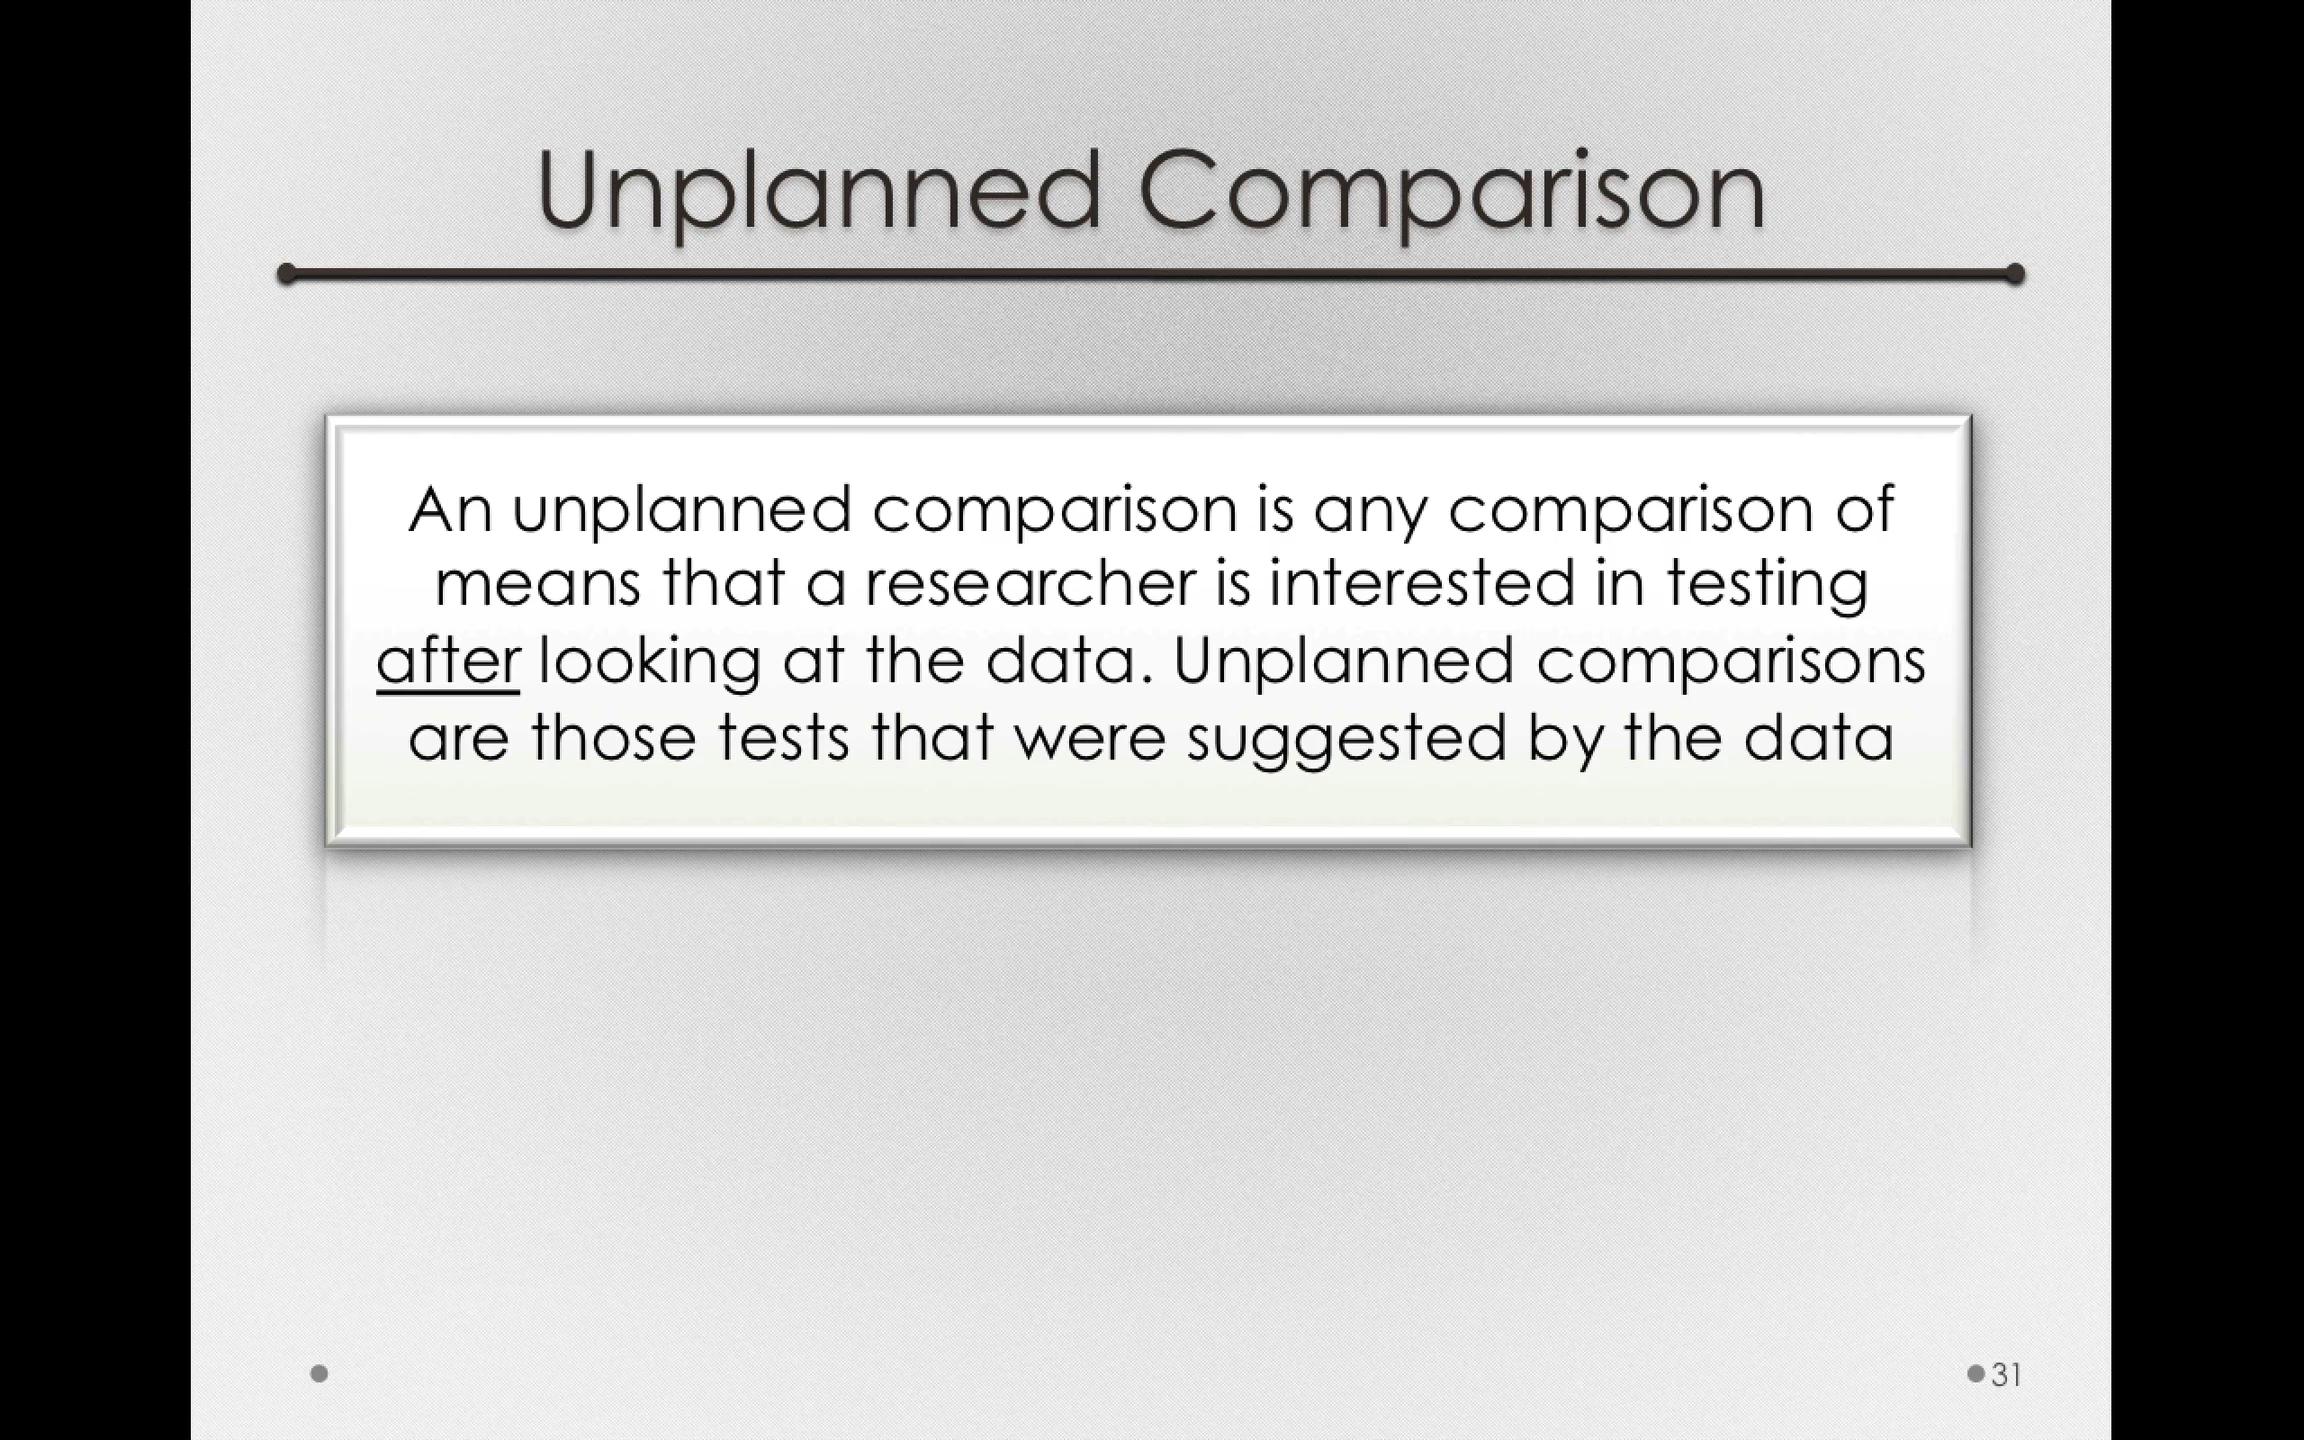 Unplanned Comparison
An unplanned comparison is any comparison of
means that a researcher is interested in testing
after looking at the data. Unplanned comparisons
are those tests that were suggested by the data
31